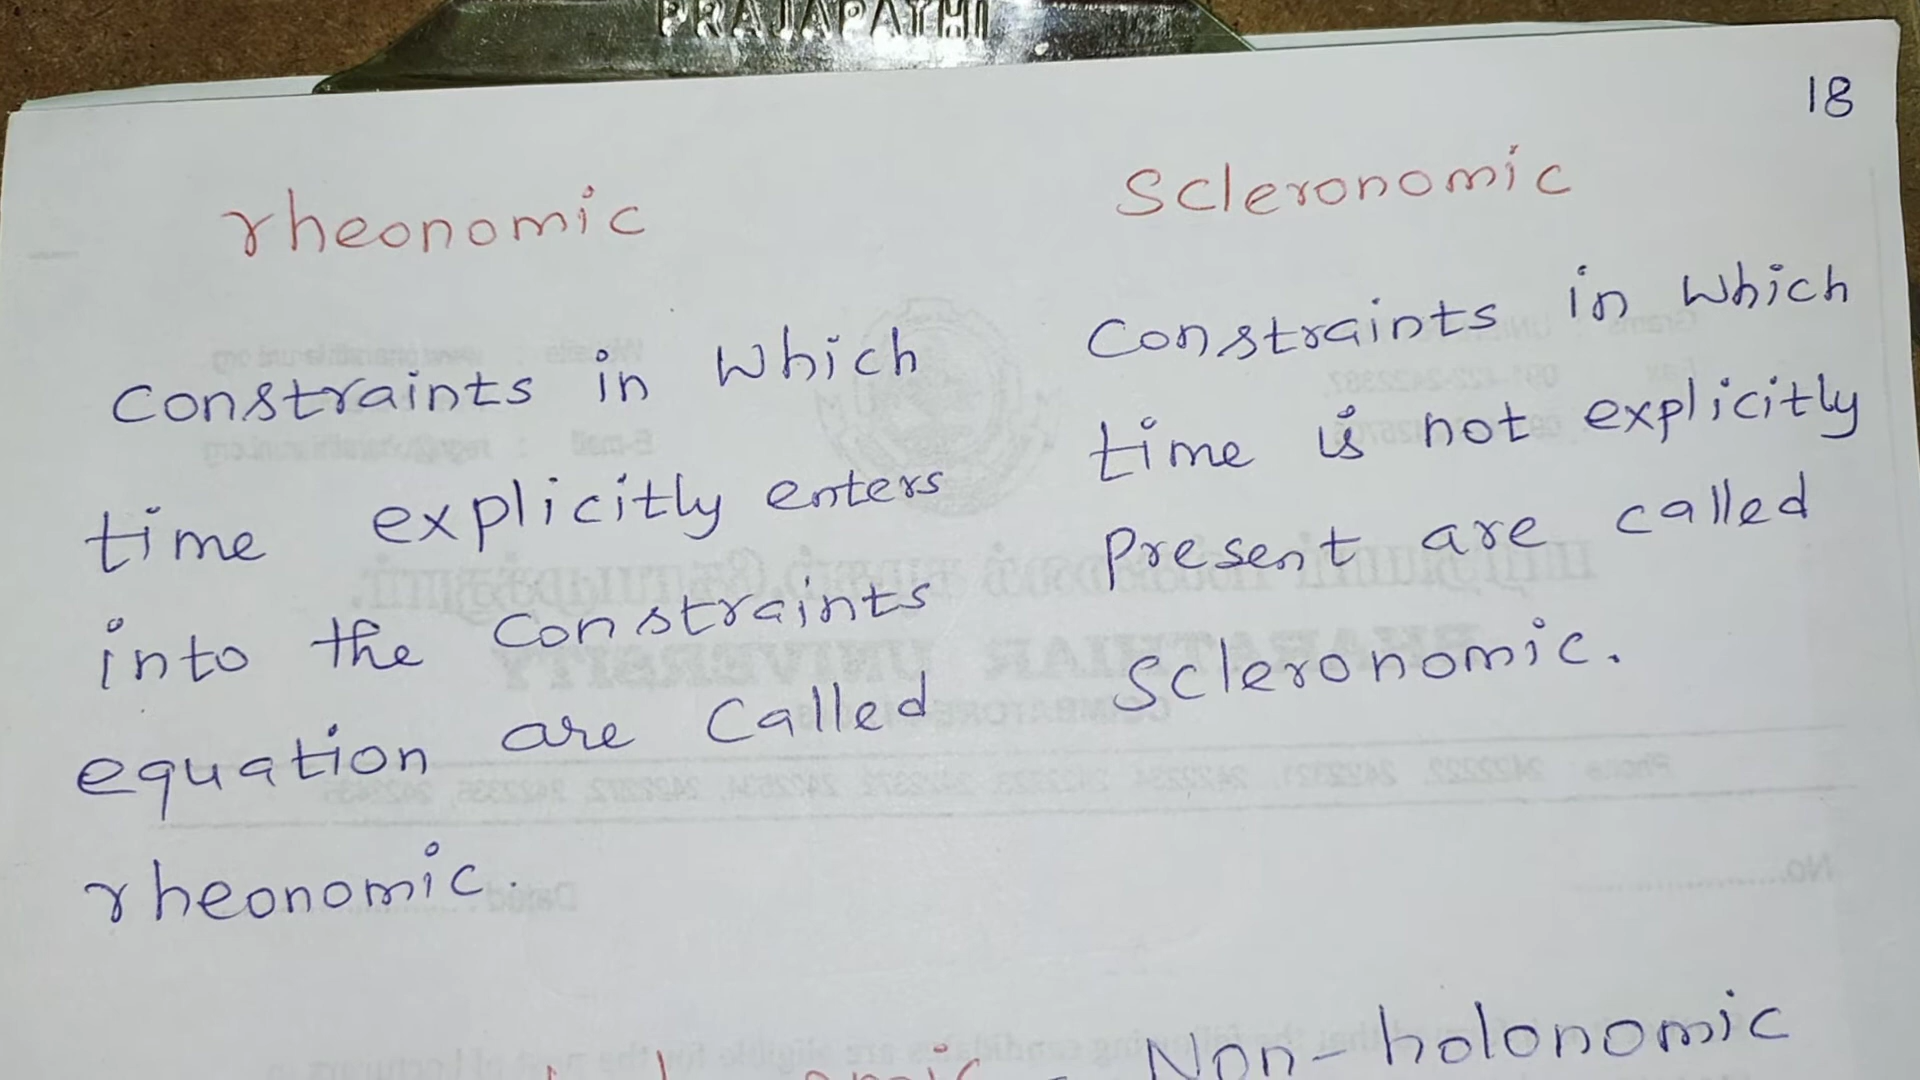 PRAJAPATHI
18
rheonomic
Scleronomic
Constraints in which
time explicitly enters
into the constraints
equation are called
rheonomic.
Constraints in which
time is not explicitly
present are called
Scleronomic.
Non-holonomic